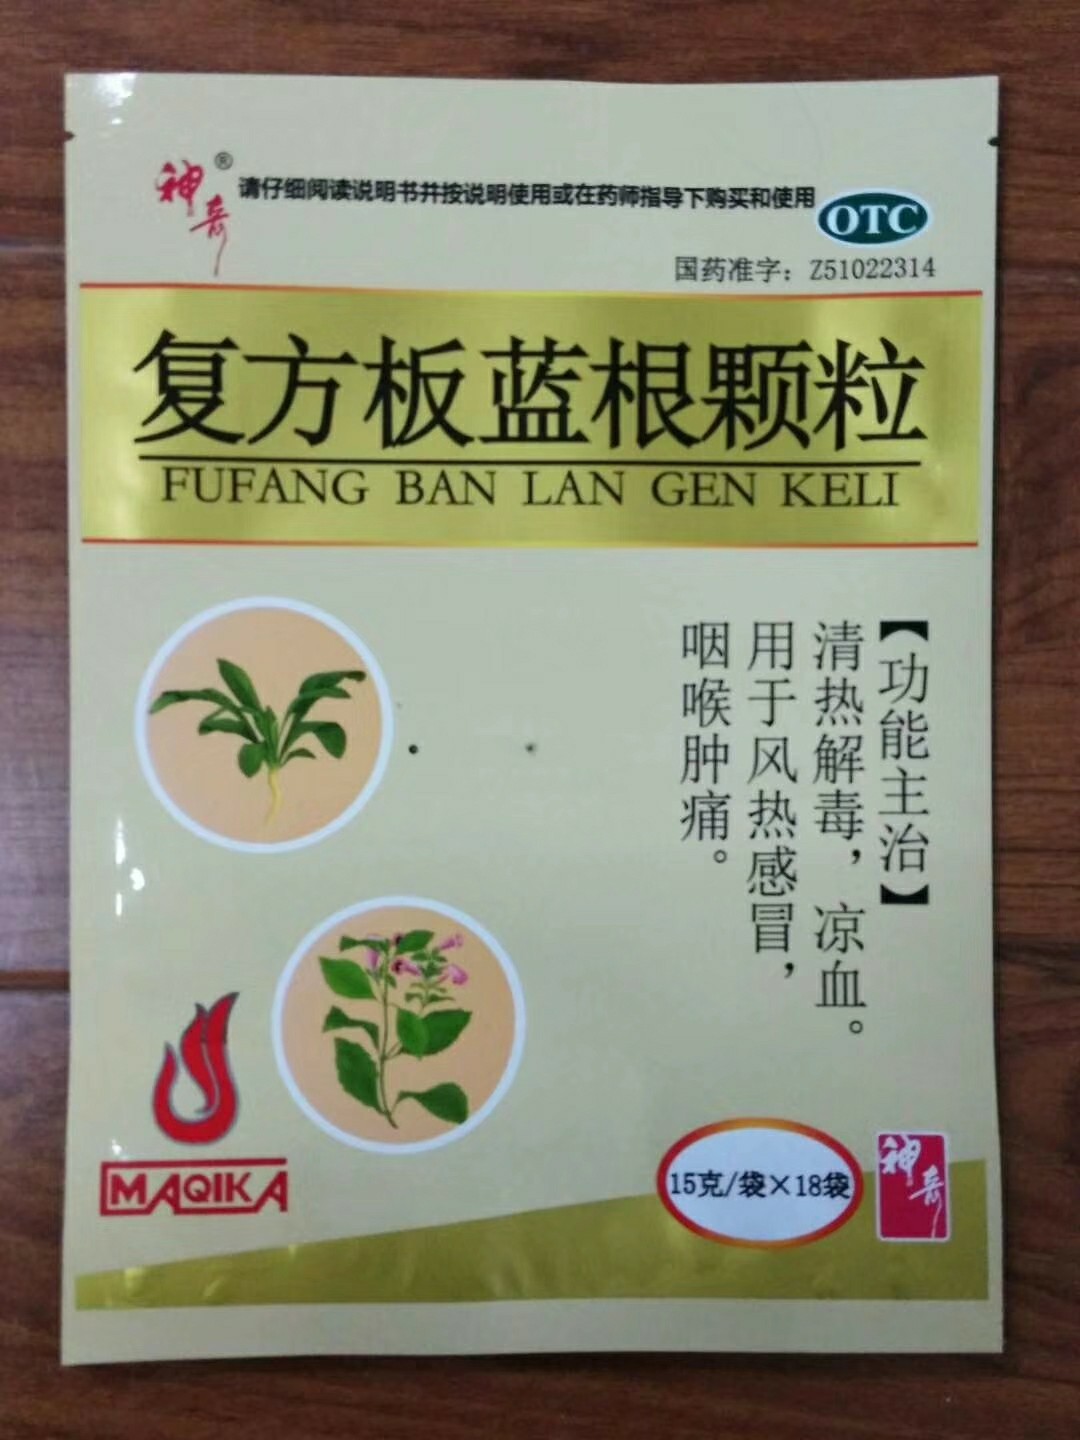 神奇®
请仔细阅读说明书并按说明使用或在药师指导下购买和使用
OTC
国药准字：Z51022314
复方板蓝根颗粒
FUFANG BAN LAN GEN KELI
【功能主治】
清热解毒，凉血。
用于风热感冒，
咽喉肿痛。
MAQIKA
15克/袋×18袋
神奇